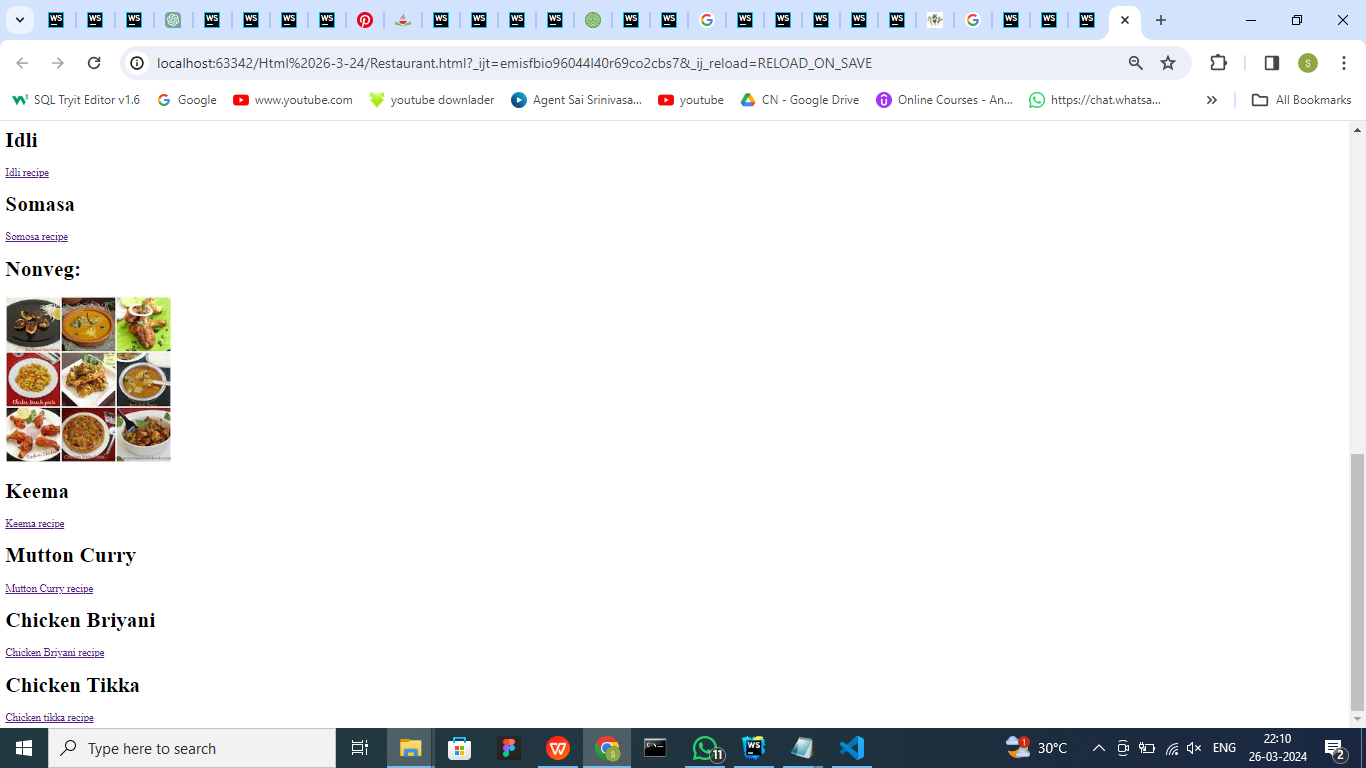 WS WS WS WS WS WS WS WS WS WS WS WS WS WS WS WS WS WS WS WS WS
localhost:63342/Html%2026-3-24/Restaurant.html?_ijt=emisfbio96044l40r69co2cbs7&_ij_reload=RELOAD_ON_SAVE
S
SQL Tryit Editor v1.6 Google www.youtube.com youtube downlader Agent Sai Srinivasa... youtube CN - Google Drive Online Courses - An... https://chat.whatsa... » All Bookmarks
Idli
Idli recipe
Somasa
Somosa recipe
Nonveg:
Keema
Keema recipe
Mutton Curry
Mutton Curry recipe
Chicken Briyani
Chicken Briyani recipe
Chicken Tikka
Chicken tikka recipe
Type here to search
11
WS
1
30°C
ENG
22:10
26-03-2024
2